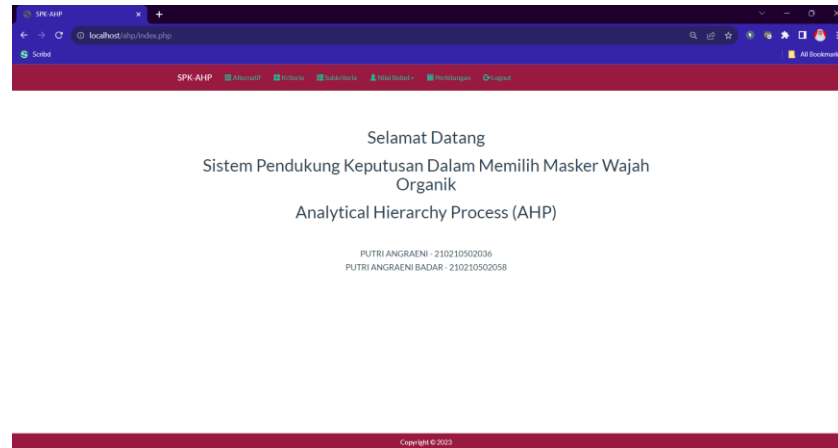 SPK-AHP
localhost/ahp/index.php
Scribd
All Bookmarks
SPK-AHP Alternatif Kriteria Subkriteria Nilai Bobot Perhitungan Logout
Selamat Datang
Sistem Pendukung Keputusan Dalam Memilih Masker Wajah
Organik
Analytical Hierarchy Process (AHP)
PUTRI ANGRAENI - 210210502036
PUTRI ANGRAENI BADAR - 210210502058
Copyright © 2023